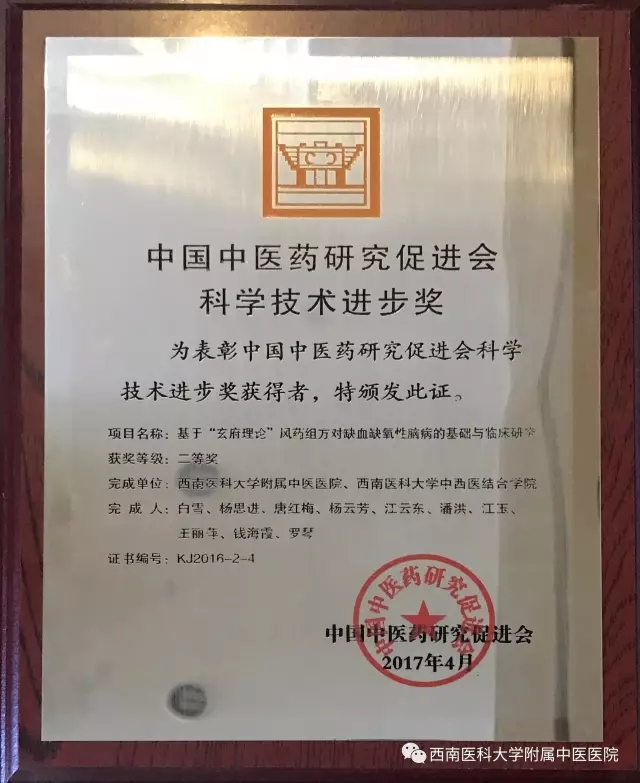 中国中医药研究促进会
科学技术进步奖
为表彰中国中医药研究促进会科学
技术进步奖获得者，特颁发此证。
项目名称：基于“玄府理论”风药组方对缺血缺氧性脑病的基础与临床研究
获奖等级：二等奖
完成单位：西南医科大学附属中医医院、西南医科大学中西医结合学院
完成人：白雪、杨思进、唐红梅、杨云芳、江云东、潘洪、江玉、
王丽萍、钱海霞、罗琴
证书编号：KJ2016-2-4
中国中医药研究促进会
中国中医药研究促进会
2017年4月
西南医科大学附属中医医院